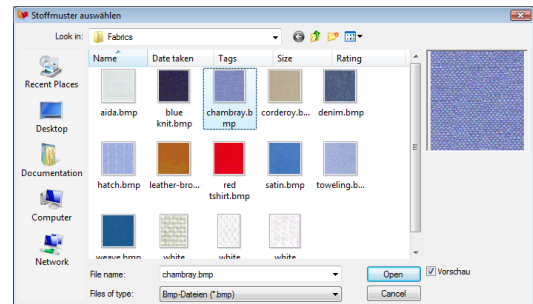 Stoffmuster auswählen
Look in: Fabrics
Name Date taken Tags Size Rating
Recent Places
Desktop
Documentation
Computer
Network
aida.bmp blue knit.bmp chambray.bmp corderoy.b... denim.bmp
hatch.bmp leather-bro... red tshirt.bmp satin.bmp toweling.b...
weave.bmp white white white
File name: chambray.bmp Open Vorschau
Files of type: Bmp-Dateien (*.bmp) Cancel